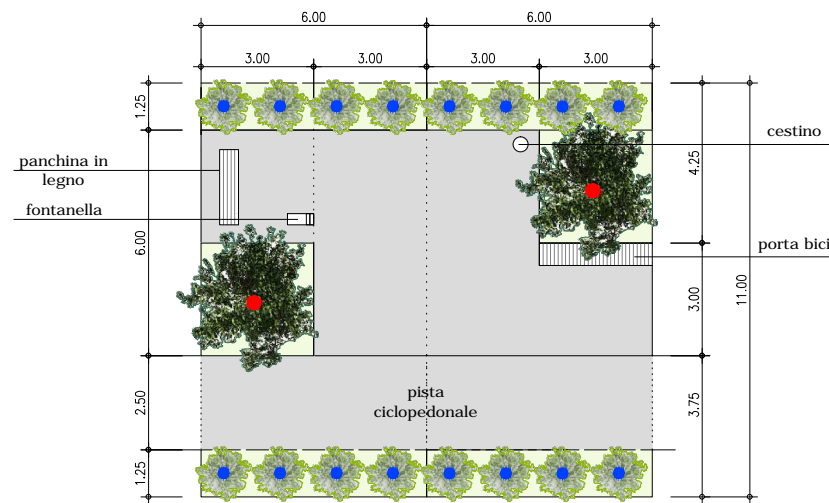 6.00 6.00
3.00 3.00 3.00 3.00
1.25
cestino
4.25
panchina in
legno
fontanella
6.00
porta bici
3.00
11.00
pista
ciclopedonale
2.50
3.75
1.25